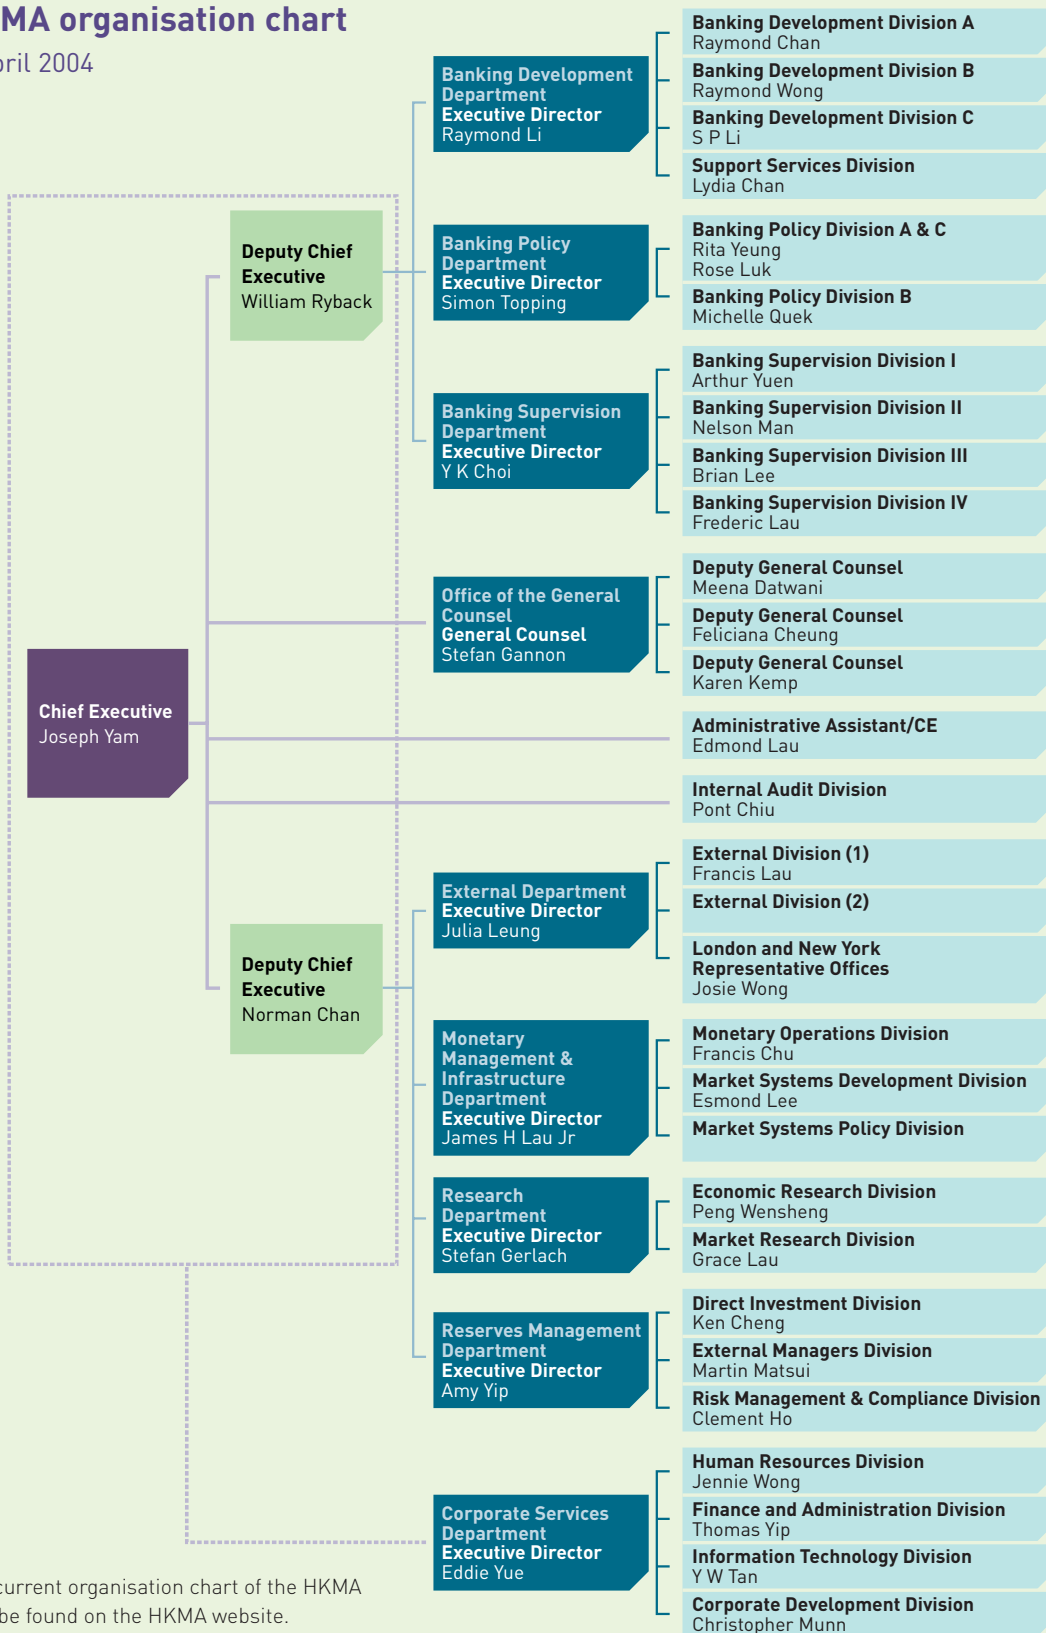 MA organisation chart
ril 2004
Chief Executive
Joseph Yam
Deputy Chief
Executive
William Ryback
Banking Development
Department
Executive Director
Raymond Li
Banking Development Division A
Raymond Chan
Banking Development Division B
Raymond Wong
Banking Development Division C
S P Li
Support Services Division
Lydia Chan
Banking Policy
Department
Executive Director
Simon Topping
Banking Policy Division A & C
Rita Yeung
Rose Luk
Banking Policy Division B
Michelle Quek
Banking Supervision
Department
Executive Director
Y K Choi
Banking Supervision Division I
Arthur Yuen
Banking Supervision Division II
Nelson Man
Banking Supervision Division III
Brian Lee
Banking Supervision Division IV
Frederic Lau
Office of the General
Counsel
General Counsel
Stefan Gannon
Deputy General Counsel
Meena Datwani
Deputy General Counsel
Feliciana Cheung
Deputy General Counsel
Karen Kemp
Administrative Assistant/CE
Edmond Lau
Internal Audit Division
Pont Chiu
Deputy Chief
Executive
Norman Chan
External Department
Executive Director
Julia Leung
External Division (1)
Francis Lau
External Division (2)
London and New York
Representative Offices
Josie Wong
Monetary
Management &
Infrastructure
Department
Executive Director
James H Lau Jr
Monetary Operations Division
Francis Chu
Market Systems Development Division
Esmond Lee
Market Systems Policy Division
Research
Department
Executive Director
Stefan Gerlach
Economic Research Division
Peng Wensheng
Market Research Division
Grace Lau
Reserves Management
Department
Executive Director
Amy Yip
Direct Investment Division
Ken Cheng
External Managers Division
Martin Matsui
Risk Management & Compliance Division
Clement Ho
Corporate Services
Department
Executive Director
Eddie Yue
Human Resources Division
Jennie Wong
Finance and Administration Division
Thomas Yip
Information Technology Division
Y W Tan
Corporate Development Division
Christopher Munn
current organisation chart of the HKMA
be found on the HKMA website.